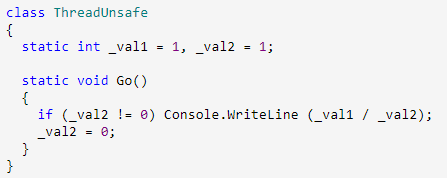 class ThreadUnsafe
{
  static int _val1 = 1, _val2 = 1;

  static void Go()
  {
    if (_val2 != 0) Console.WriteLine (_val1 / _val2);
    _val2 = 0;
  }
}